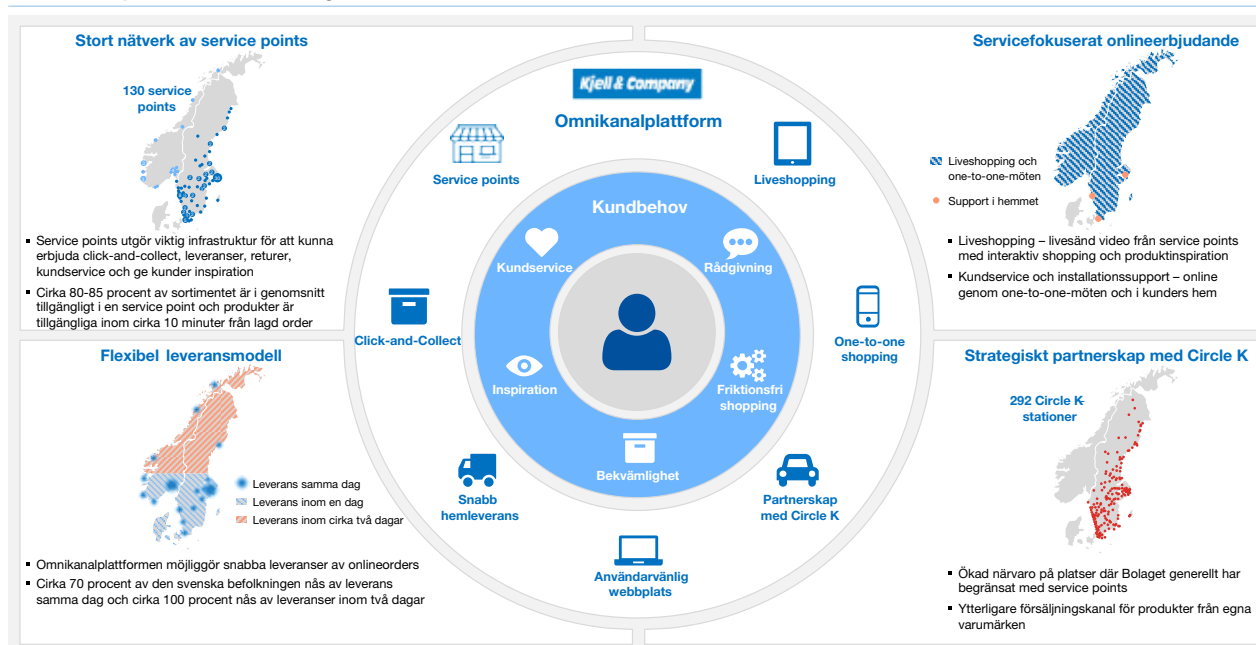 Stort nätverk av service points
130 service
points
Service points utgör viktig infrastruktur för att kunna
erbjuda click-and-collect, leveranser, returer,
kundservice och ge kunder inspiration
Cirka 80-85 procent av sortimentet är i genomsnitt
tillgängligt i en service point och produkter är
tillgängliga inom cirka 10 minuter från lagd order
Flexibel leveransmodell
Leverans samma dag
Leverans inom en dag
Leverans inom cirka två dagar
Omnikanalplattformen möjliggör snabba leveranser av onlineorders
Cirka 70 procent av den svenska befolkningen nås av leverans
samma dag och cirka 100 procent nås av leveranser inom två dagar
Kjell & Company
Omnikanalplattform
Service points
Liveshopping
Click-and-Collect
One-to-one
shopping
Snabb
hemleverans
Partnerskap
med Circle K
Användarvänlig
webbplats
Kundbehov
Kundservice
Rådgivning
Inspiration
Friktionsfri
shopping
Bekvämlighet
Servicefokuserat onlineerbjudande
Liveshopping och
one-to-one-möten
Support i hemmet
Liveshopping – livesänd video från service points
med interaktiv shopping och produktinspiration
Kundservice och installationssupport – online
genom one-to-one-möten och i kunders hem
Strategiskt partnerskap med Circle K
292 Circle K-
stationer
Ökad närvaro på platser där Bolaget generellt har
begränsat med service points
Ytterligare försäljningskanal för produkter från egna
varumärken